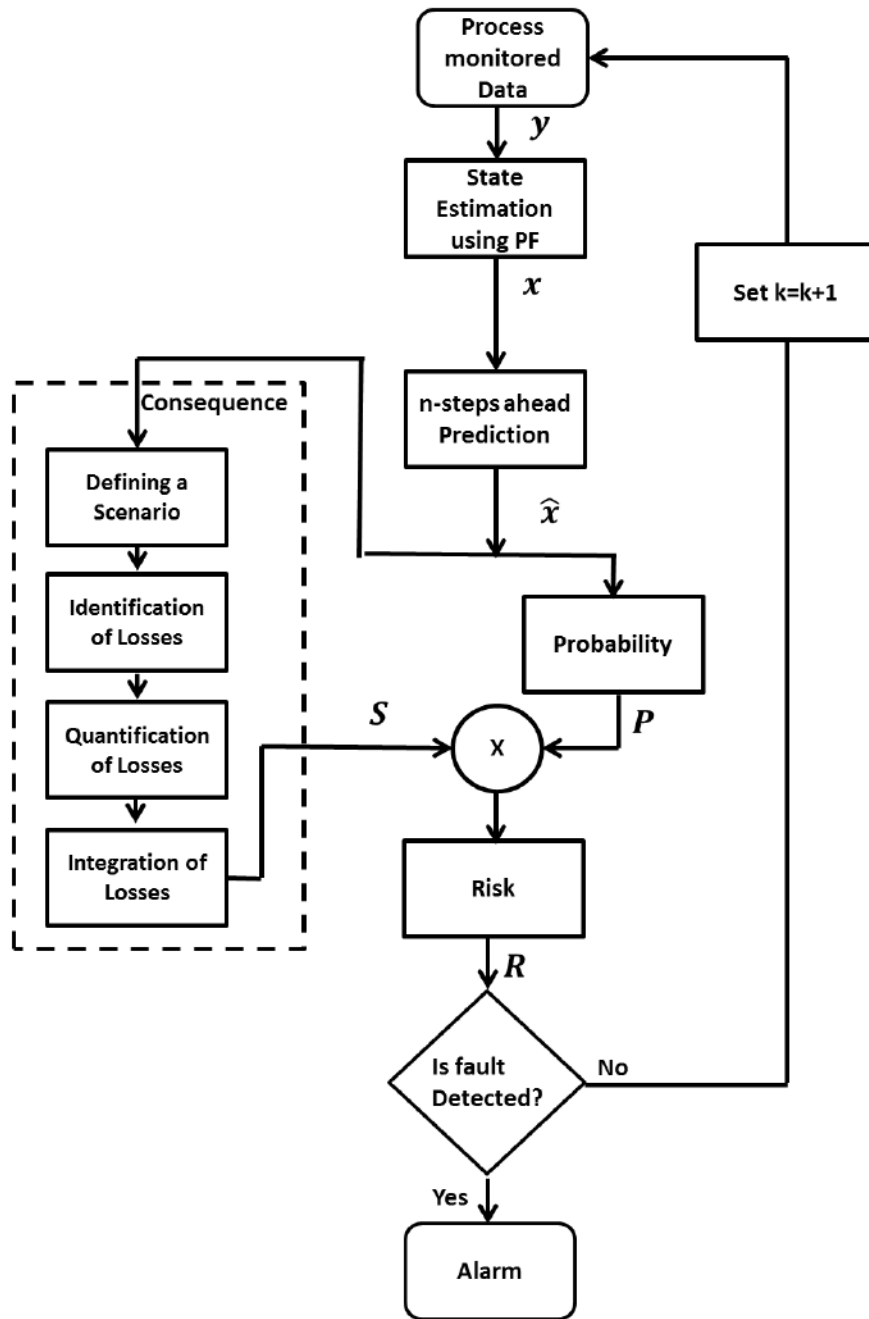 Process
monitored
Data
y
State
Estimation
using PF
x
Set k=k+1
n-steps ahead
Prediction
x̂
Consequence
Defining a
Scenario
Identification
of Losses
Quantification
of Losses
Integration of
Losses
S
Probability
P
X
Risk
R
Is fault
Detected?
No
Yes
Alarm